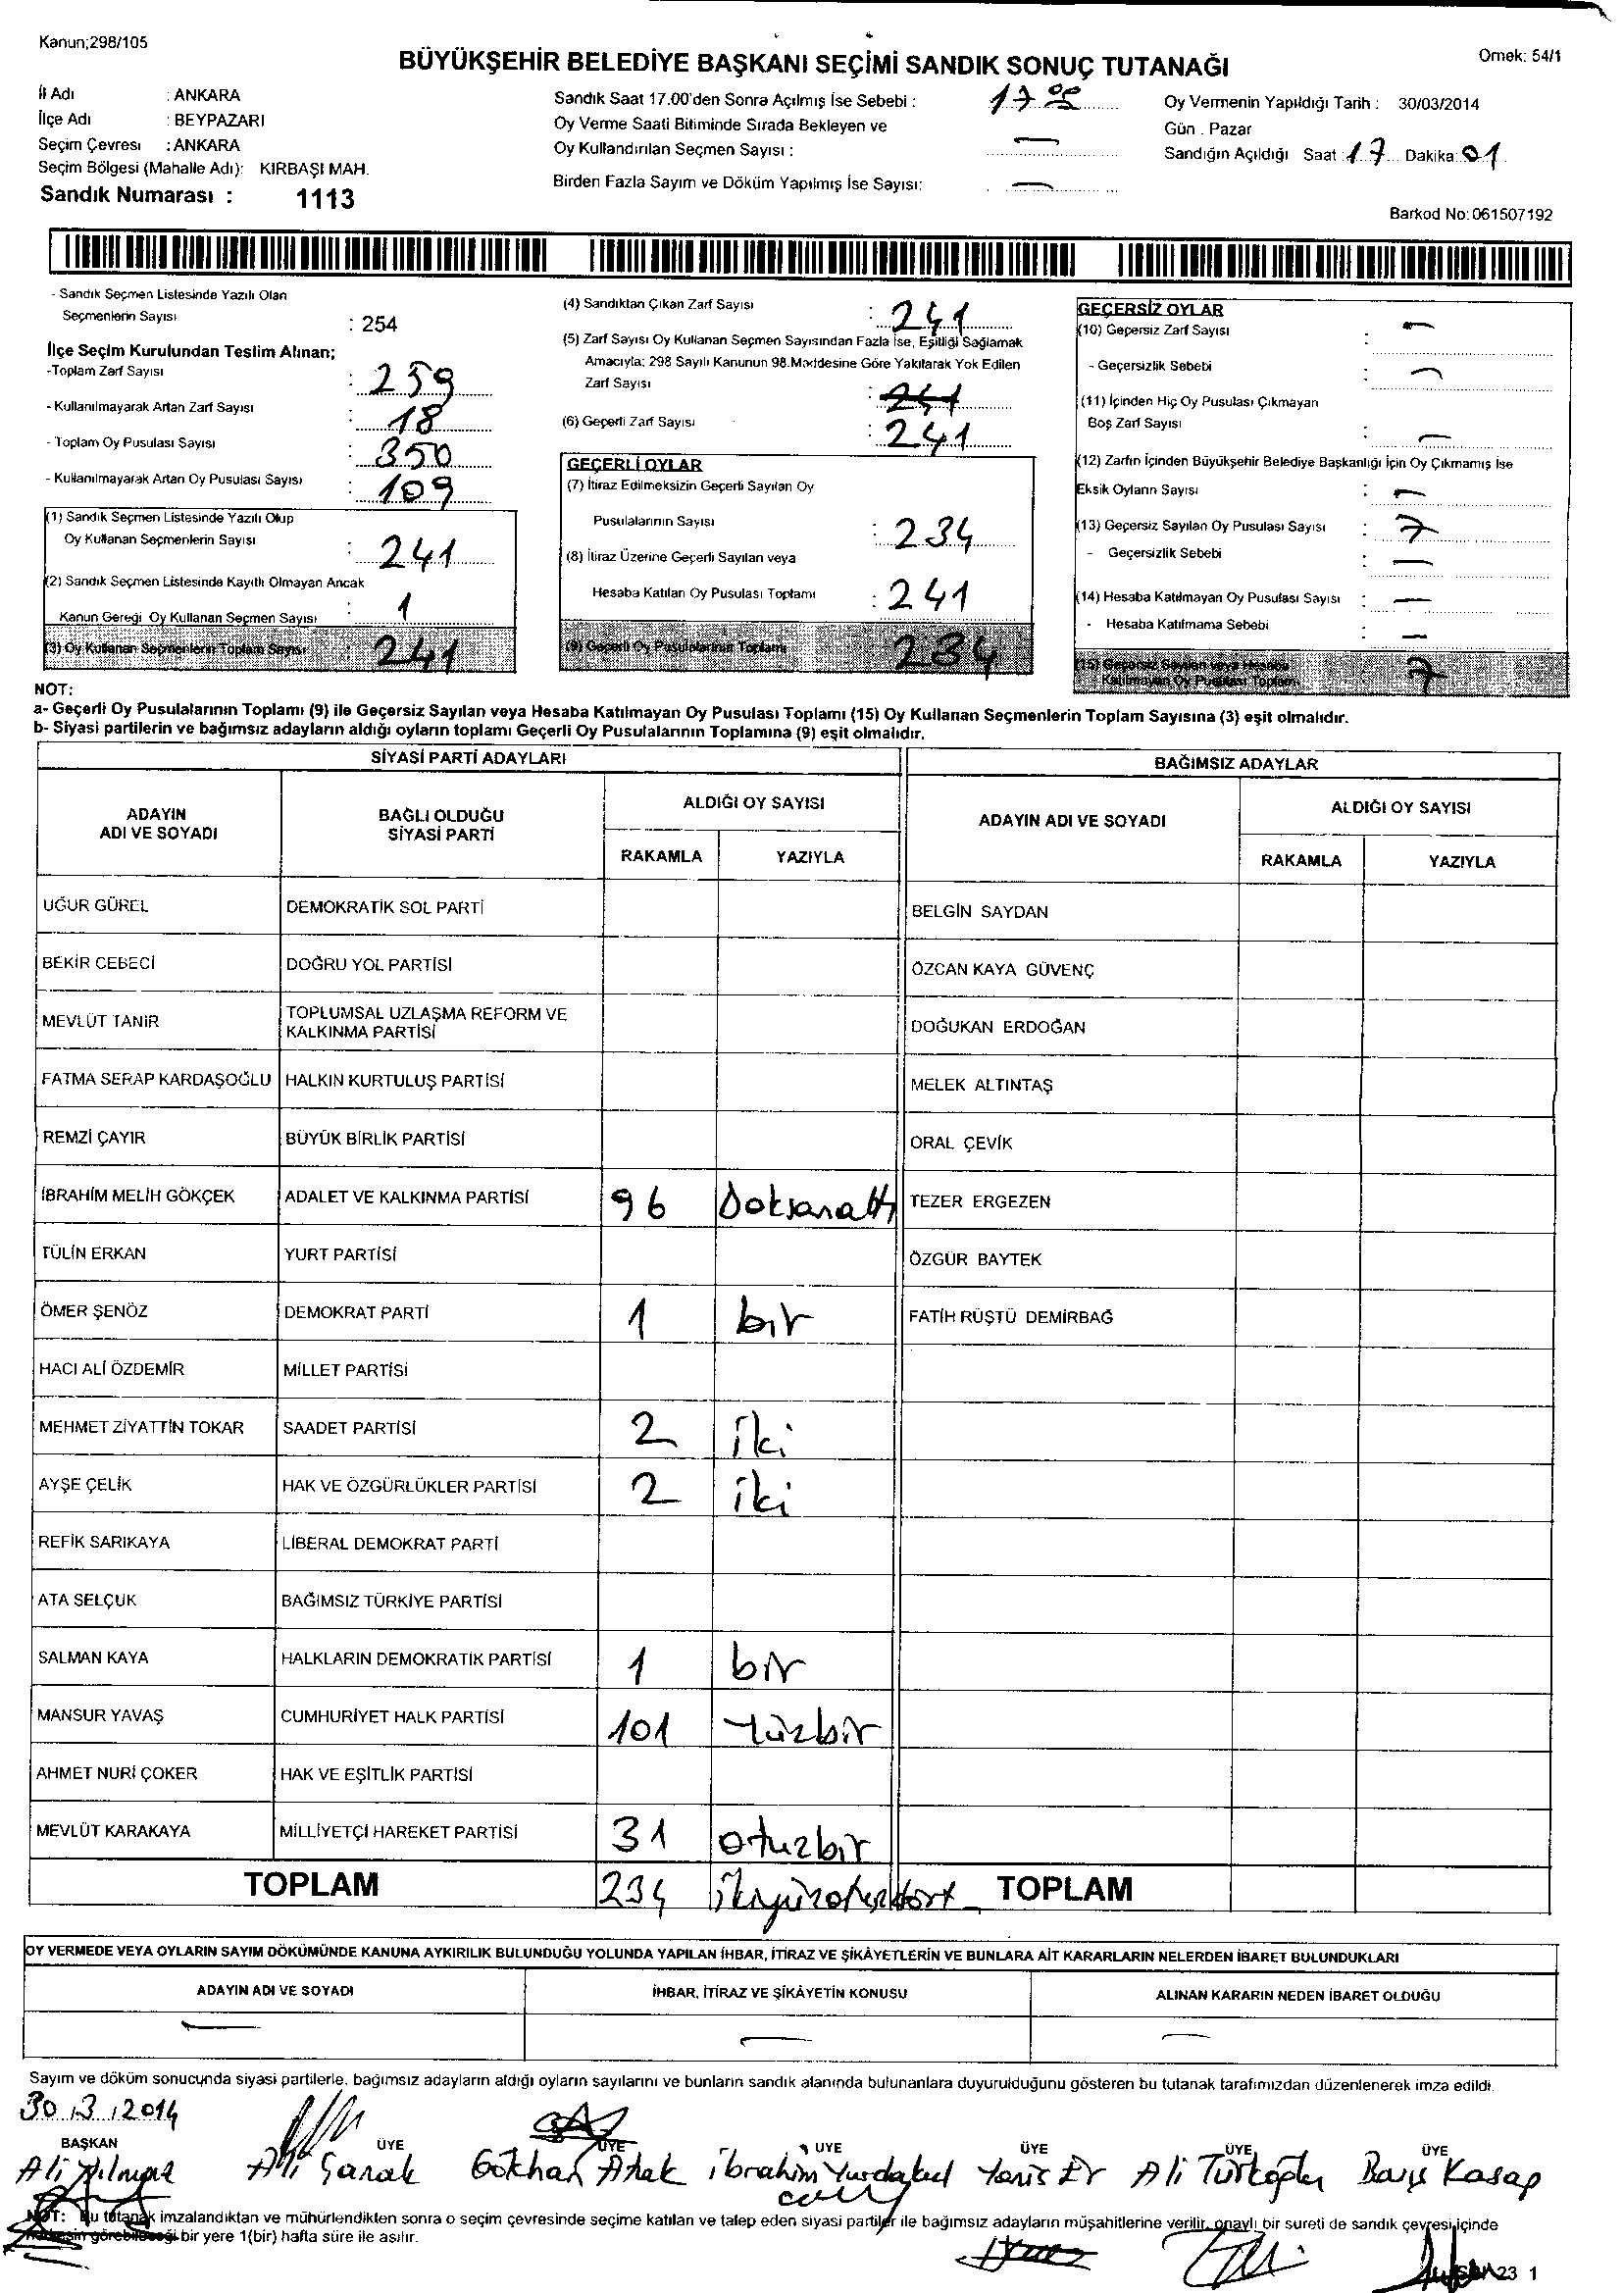 Kanun;298/105
Örnek: 54/1
BÜYÜKŞEHİR BELEDİYE BAŞKANI SEÇİMİ SANDIK SONUÇ TUTANAĞI
İl Adı : ANKARA
İlçe Adı : BEYPAZARI
Seçim Çevresi : ANKARA
Seçim Bölgesi (Mahalle Adı): KIRBAŞI MAH.
Sandık Numarası : 1113
Sandık Saat 17.00'den Sonra Açılmış İse Sebebi : 17 00
Oy Verme Saati Bitiminde Sırada Bekleyen ve
Oy Kullandırılan Seçmen Sayısı : —
Birden Fazla Sayım ve Döküm Yapılmış İse Sayısı: —
Oy Vermenin Yapıldığı Tarih : 30/03/2014
Gün . Pazar
Sandığın Açıldığı Saat 17 Dakika: 01
Barkod No: 061507192
- Sandık Seçmen Listesinde Yazılı Olan
Seçmenlerin Sayısı : 254
İlçe Seçim Kurulundan Teslim Alınan;
-Toplam Zarf Sayısı : 259
- Kullanılmayarak Artan Zarf Sayısı : 18
- Toplam Oy Pusulası Sayısı : 350
- Kullanılmayarak Artan Oy Pusulası Sayısı : 109
(1) Sandık Seçmen Listesinde Yazılı Olup
Oy Kullanan Seçmenlerin Sayısı : 241
(2) Sandık Seçmen Listesinde Kayıtlı Olmayan Ancak
Kanun Gereği Oy Kullanan Seçmen Sayısı : 1
(3) Oy Kullanan Seçmenlerin Toplam Sayısı : 241
(4) Sandıktan Çıkan Zarf Sayısı : 241
(5) Zarf Sayısı Oy Kullanan Seçmen Sayısından Fazla İse, Eşitliği Sağlamak
Amacıyla; 298 Sayılı Kanunun 98.Maddesine Göre Yakılarak Yok Edilen
Zarf Sayısı : 241
(6) Geçerli Zarf Sayısı : 241
GEÇERLİ OYLAR
(7) İtiraz Edilmeksizin Geçerli Sayılan Oy
Pusulalarının Sayısı : 234
(8) İtiraz Üzerine Geçerli Sayılan veya
Hesaba Katılan Oy Pusulası Toplamı : 241
(9) Geçerli Oy Pusulalarının Toplamı 234
GEÇERSİZ OYLAR
(10) Geçersiz Zarf Sayısı : —
- Geçersizlik Sebebi : —
(11) İçinden Hiç Oy Pusulası Çıkmayan
Boş Zarf Sayısı : —
(12) Zarfın İçinden Büyükşehir Belediye Başkanlığı İçin Oy Çıkmamış İse
Eksik Oyların Sayısı : —
(13) Geçersiz Sayılan Oy Pusulası Sayısı : 7
- Geçersizlik Sebebi : —
(14) Hesaba Katılmayan Oy Pusulası Sayısı : —
- Hesaba Katılmama Sebebi : —
(15) Geçersiz Sayılan veya Hesaba
Katılmayan Oy Pusulası Toplamı 7
NOT:
a- Geçerli Oy Pusulalarının Toplamı (9) ile Geçersiz Sayılan veya Hesaba Katılmayan Oy Pusulası Toplamı (15) Oy Kullanan Seçmenlerin Toplam Sayısına (3) eşit olmalıdır.
b- Siyasi partilerin ve bağımsız adayların aldığı oyların toplamı Geçerli Oy Pusulalarının Toplamına (9) eşit olmalıdır.
SİYASİ PARTİ ADAYLARI
BAĞIMSIZ ADAYLAR
ADAYIN ADI VE SOYADI
BAĞLI OLDUĞU SİYASİ PARTİ
ALDIĞI OY SAYISI
RAKAMLA YAZIYLA
ADAYIN ADI VE SOYADI
ALDIĞI OY SAYISI
RAKAMLA YAZIYLA
UĞUR GÜREL DEMOKRATİK SOL PARTİ BELGİN SAYDAN
BEKİR CEBECİ DOĞRU YOL PARTİSİ ÖZCAN KAYA GÜVENÇ
MEVLÜT TANIR TOPLUMSAL UZLAŞMA REFORM VE KALKINMA PARTİSİ DOĞUKAN ERDOĞAN
FATMA SERAP KARDAŞOĞLU HALKIN KURTULUŞ PARTİSİ MELEK ALTINTAŞ
REMZİ ÇAYIR BÜYÜK BİRLİK PARTİSİ ORAL ÇEVİK
İBRAHİM MELİH GÖKÇEK ADALET VE KALKINMA PARTİSİ 96 Doksanaltı TEZER ERGEZEN
TÜLİN ERKAN YURT PARTİSİ ÖZGÜR BAYTEK
ÖMER ŞENÖZ DEMOKRAT PARTİ 1 bir FATİH RÜŞTÜ DEMİRBAĞ
HACI ALİ ÖZDEMİR MİLLET PARTİSİ
MEHMET ZİYATTİN TOKAR SAADET PARTİSİ 2 iki
AYŞE ÇELİK HAK VE ÖZGÜRLÜKLER PARTİSİ 2 iki
REFİK SARIKAYA LİBERAL DEMOKRAT PARTİ
ATA SELÇUK BAĞIMSIZ TÜRKİYE PARTİSİ
SALMAN KAYA HALKLARIN DEMOKRATİK PARTİSİ 1 bir
MANSUR YAVAŞ CUMHURİYET HALK PARTİSİ 101 Yüzbir
AHMET NURİ ÇOKER HAK VE EŞİTLİK PARTİSİ
MEVLÜT KARAKAYA MİLLİYETÇİ HAREKET PARTİSİ 31 otuzbir
TOPLAM 234 ikiyüzotuzdört TOPLAM
OY VERMEDE VEYA OYLARIN SAYIM DÖKÜMÜNDE KANUNA AYKIRILIK BULUNDUĞU YOLUNDA YAPILAN İHBAR, İTİRAZ VE ŞİKÂYETLERİN VE BUNLARA AİT KARARLARIN NELERDEN İBARET BULUNDUKLARI
ADAYIN ADI VE SOYADI İHBAR, İTİRAZ VE ŞİKÂYETİN KONUSU ALINAN KARARIN NEDEN İBARET OLDUĞU
— — —
Sayım ve döküm sonucunda siyasi partilerle, bağımsız adayların aldığı oyların sayılarını ve bunların sandık alanında bulunanlara duyurulduğunu gösteren bu tutanak tarafımızdan düzenlenerek imza edildi.
30.3.2014
BAŞKAN ÜYE ÜYE ÜYE ÜYE ÜYE ÜYE
Ali Yılmaz Ali Şanak Gökhan Atak ibrahim Yurdakul Yanis Er Ali Türkoğlu Barış Kasap
NOT: Bu tutanak imzalandıktan ve mühürlendikten sonra o seçim çevresinde seçime katılan ve talep eden siyasi partiler ile bağımsız adayların müşahitlerine verilir, onaylı bir sureti de sandık çevresi içinde
herkesin görebileceği bir yere 1(bir) hafta süre ile asılır.
23 1